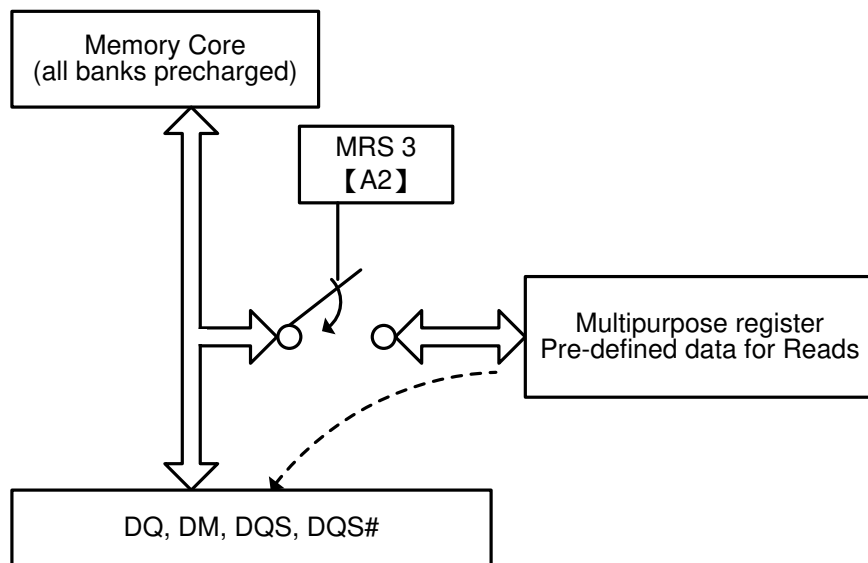 Memory Core
(all banks precharged)
MRS 3
【A2】
Multipurpose register
Pre-defined data for Reads
DQ, DM, DQS, DQS#